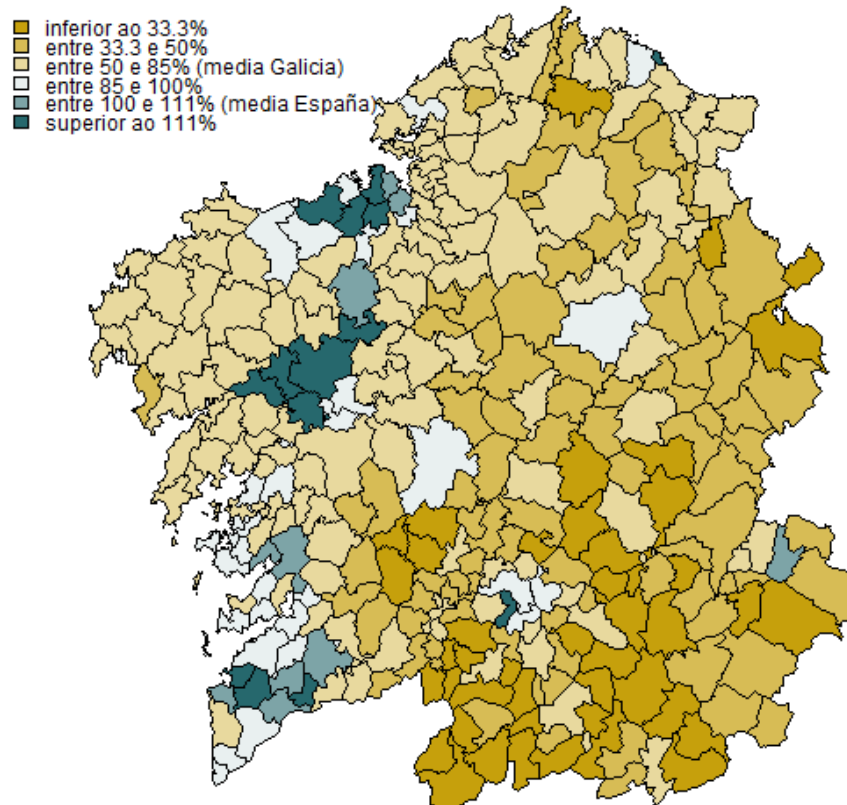 inferior ao 33.3%
entre 33.3 e 50%
entre 50 e 85% (media Galicia)
entre 85 e 100%
entre 100 e 111% (media España)
superior ao 111%